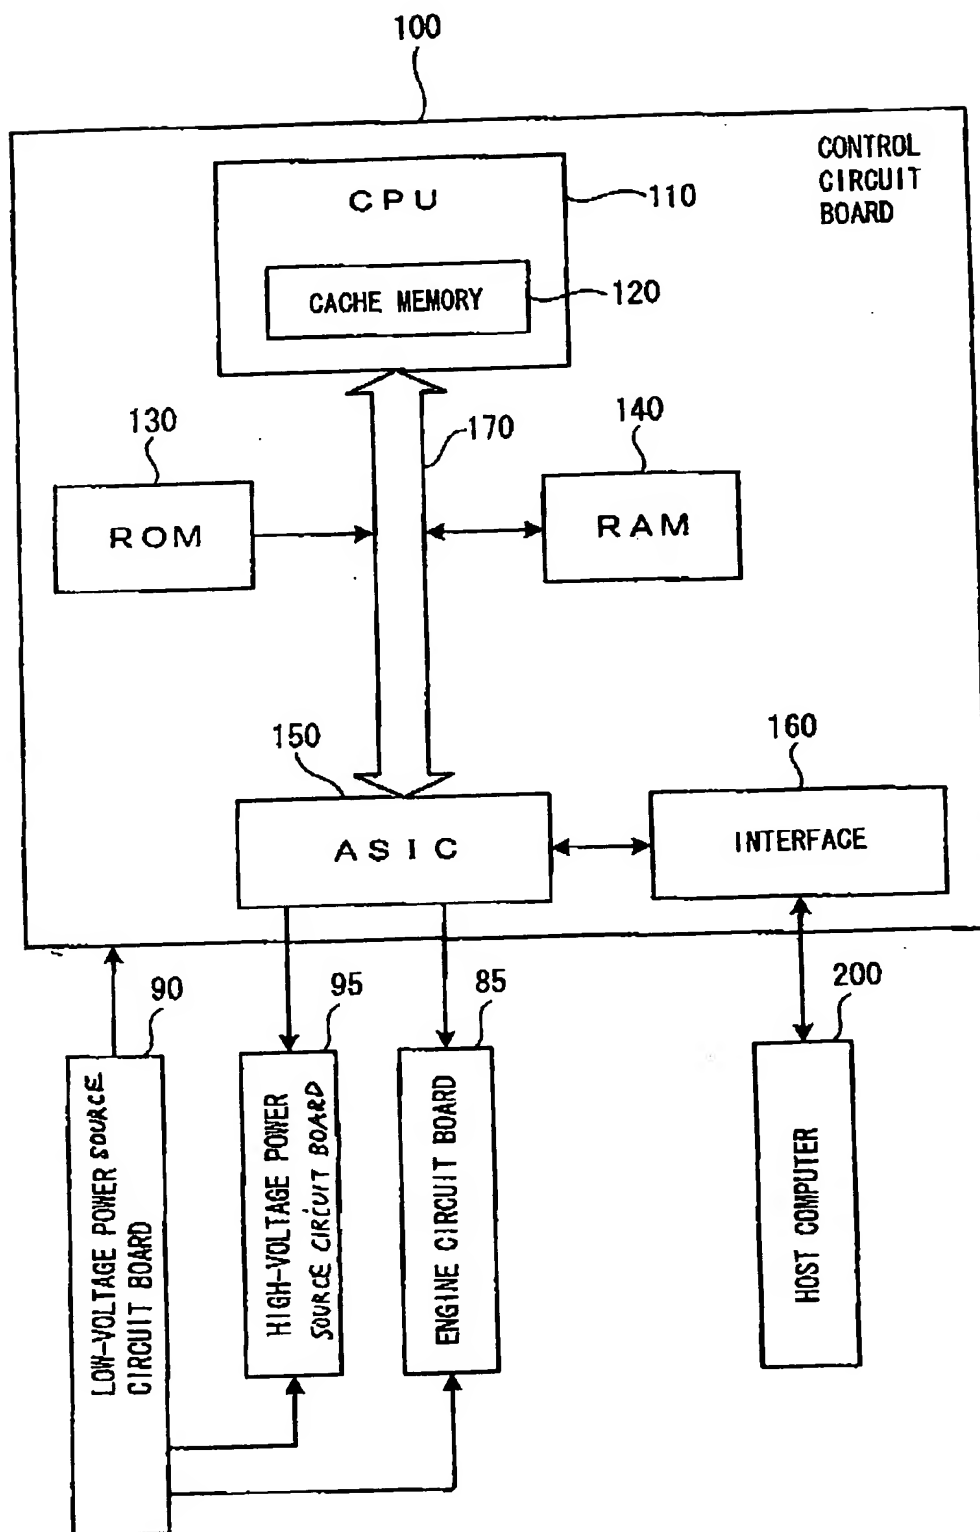 100
CONTROL
CIRCUIT
BOARD
CPU
110
CACHE MEMORY
120
130
170
140
ROM
RAM
150
160
ASIC
INTERFACE
90
95
85
200
LOW-VOLTAGE POWER SOURCE
CIRCUIT BOARD
HIGH-VOLTAGE POWER
SOURCE CIRCUIT BOARD
ENGINE CIRCUIT BOARD
HOST COMPUTER